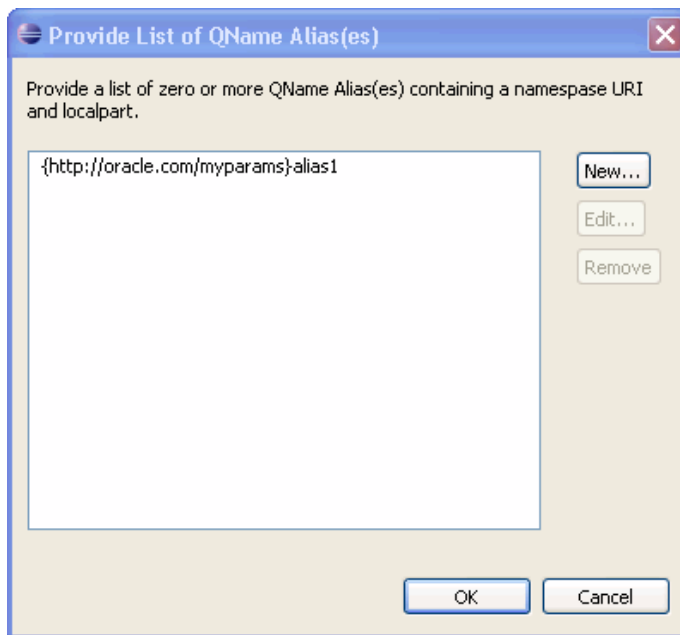 Provide List of QName Alias(es)
Provide a list of zero or more QName Alias(es) containing a namespase URI
and localpart.
{http://oracle.com/myparams}alias1
New...
Edit...
Remove
OK
Cancel